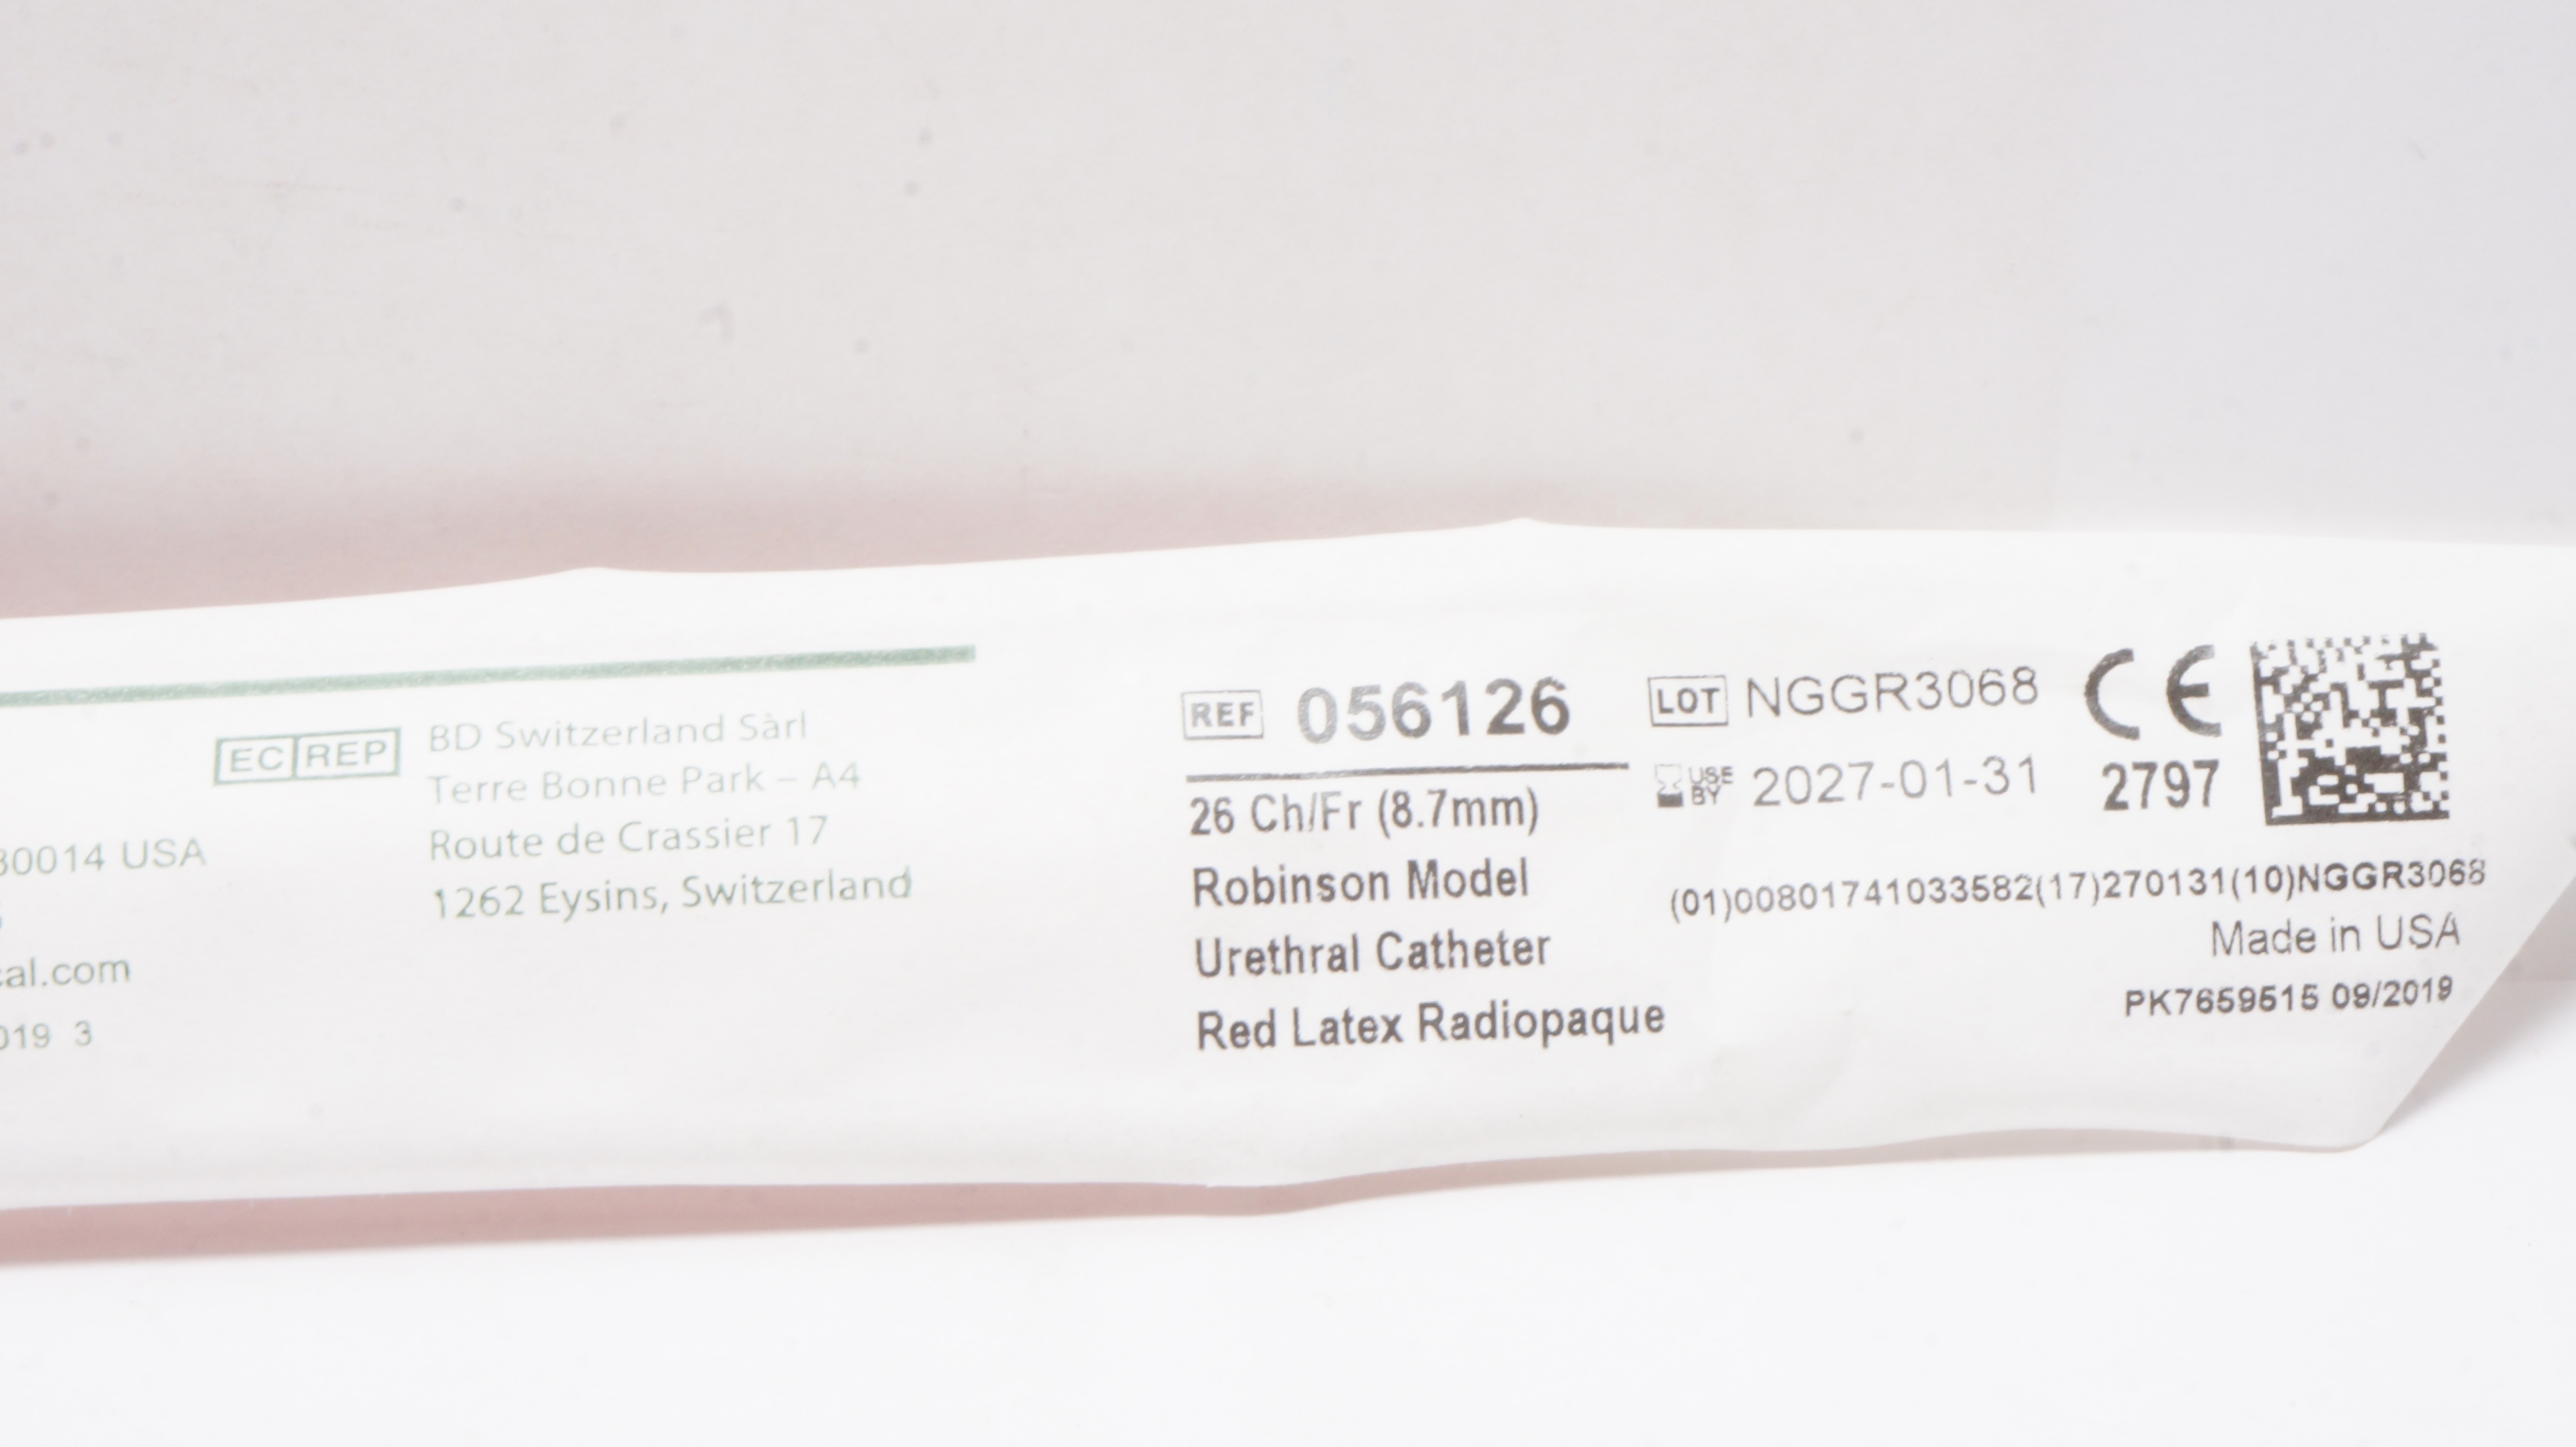 30014 USA
cal.com
019 3
EC REP
BD Switzerland Sàrl
Terre Bonne Park – A4
Route de Crassier 17
1262 Eysins, Switzerland
REF 056126
26 Ch/Fr (8.7mm)
Robinson Model
Urethral Catheter
Red Latex Radiopaque
LOT NGGR3068
USE BY 2027-01-31
CE
2797
(01)00801741033582(17)270131(10)NGGR3068
Made in USA
PK7659515 09/2019